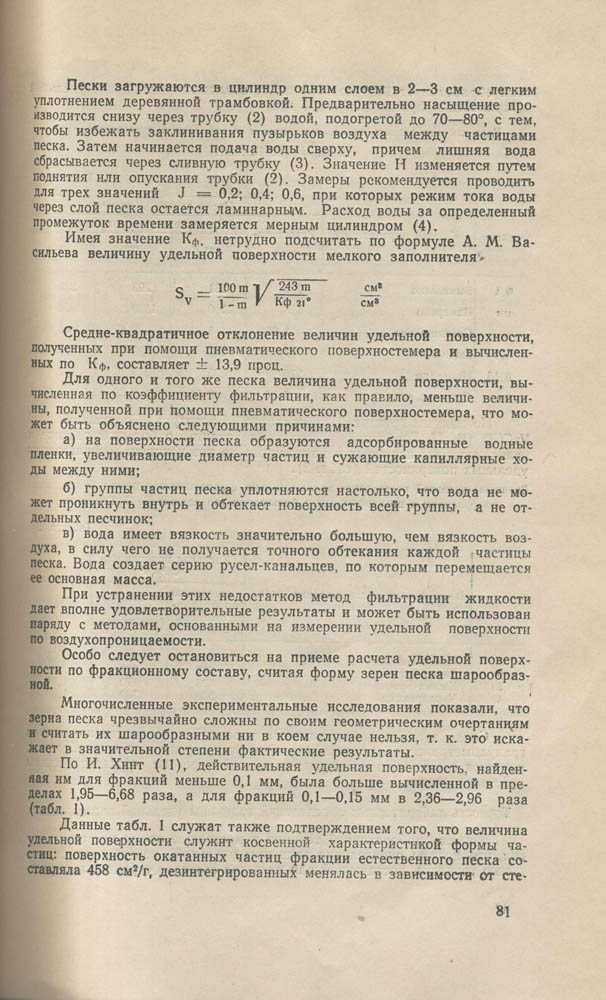 Пески загружаются в цилиндр одним слоем в 2—3 см с легким
уплотнением деревянной трамбовкой. Предварительно насыщение про-
изводится снизу через трубку (2) водой, подогретой до 70—80°, с тем,
чтобы избежать заклинивания пузырьков воздуха между частицами
песка. Затем начинается подача воды сверху, причем лишняя вода
сбрасывается через сливную трубку (3). Значение Н изменяется путем
поднятия или опускания трубки (2). Замеры рекомендуется проводить
для трех значений J = 0,2; 0,4; 0,6, при которых режим тока воды
через слой песка остается ламинарным. Расход воды за определенный
промежуток времени замеряется мерным цилиндром (4).
Имея значение Кф, нетрудно подсчитать по формуле А. М. Ва-
сильева величину удельной поверхности мелкого заполнителя
Sv = 100 m / 1 - m √ 243 m / Кф 21° см² / см³
Средне-квадратичное отклонение величин удельной поверхности,
полученных при помощи пневматического поверхностемера и вычислен-
ных по Кф, составляет ± 13,9 проц.
Для одного и того же песка величина удельной поверхности, вы-
численная по коэффициенту фильтрации, как правило, меньше величи-
ны, полученной при помощи пневматического поверхностемера, что мо-
жет быть объяснено следующими причинами:
а) на поверхности песка образуются адсорбированные водные
пленки, увеличивающие диаметр частиц и сужающие капиллярные хо-
ды между ними;
б) группы частиц песка уплотняются настолько, что вода не мо-
жет проникнуть внутрь и обтекает поверхность всей группы, а не от-
дельных песчинок;
в) вода имеет вязкость значительно большую, чем вязкость воз-
духа, в силу чего не получается точного обтекания каждой частицы
песка. Вода создает серию русел-канальцев, по которым перемещается
ее основная масса.
При устранении этих недостатков метод фильтрации жидкости
дает вполне удовлетворительные результаты и может быть использован
наряду с методами, основанными на измерении удельной поверхности
по воздухопроницаемости.
Особо следует остановиться на приеме расчета удельной поверх-
ности по фракционному составу, считая форму зерен песка шарообраз-
ной.
Многочисленные экспериментальные исследования показали, что
зерна песка чрезвычайно сложны по своим геометрическим очертаниям
и считать их шарообразными ни в коем случае нельзя, т. к. это иска-
жает в значительной степени фактические результаты.
По И. Хинт (11), действительная удельная поверхность, найден-
ная им для фракций меньше 0,1 мм, была больше вычисленной в пре-
делах 1,95—6,68 раза, а для фракций 0,1—0,15 мм в 2,36—2,96 раза
(табл. 1).
Данные табл. 1 служат также подтверждением того, что величина
удельной поверхности служит косвенной характеристикой формы ча-
стиц: поверхность окатанных частиц фракции естественного песка со-
ставляла 458 см²/г, дезинтегрированных менялась в зависимости от сте-
81